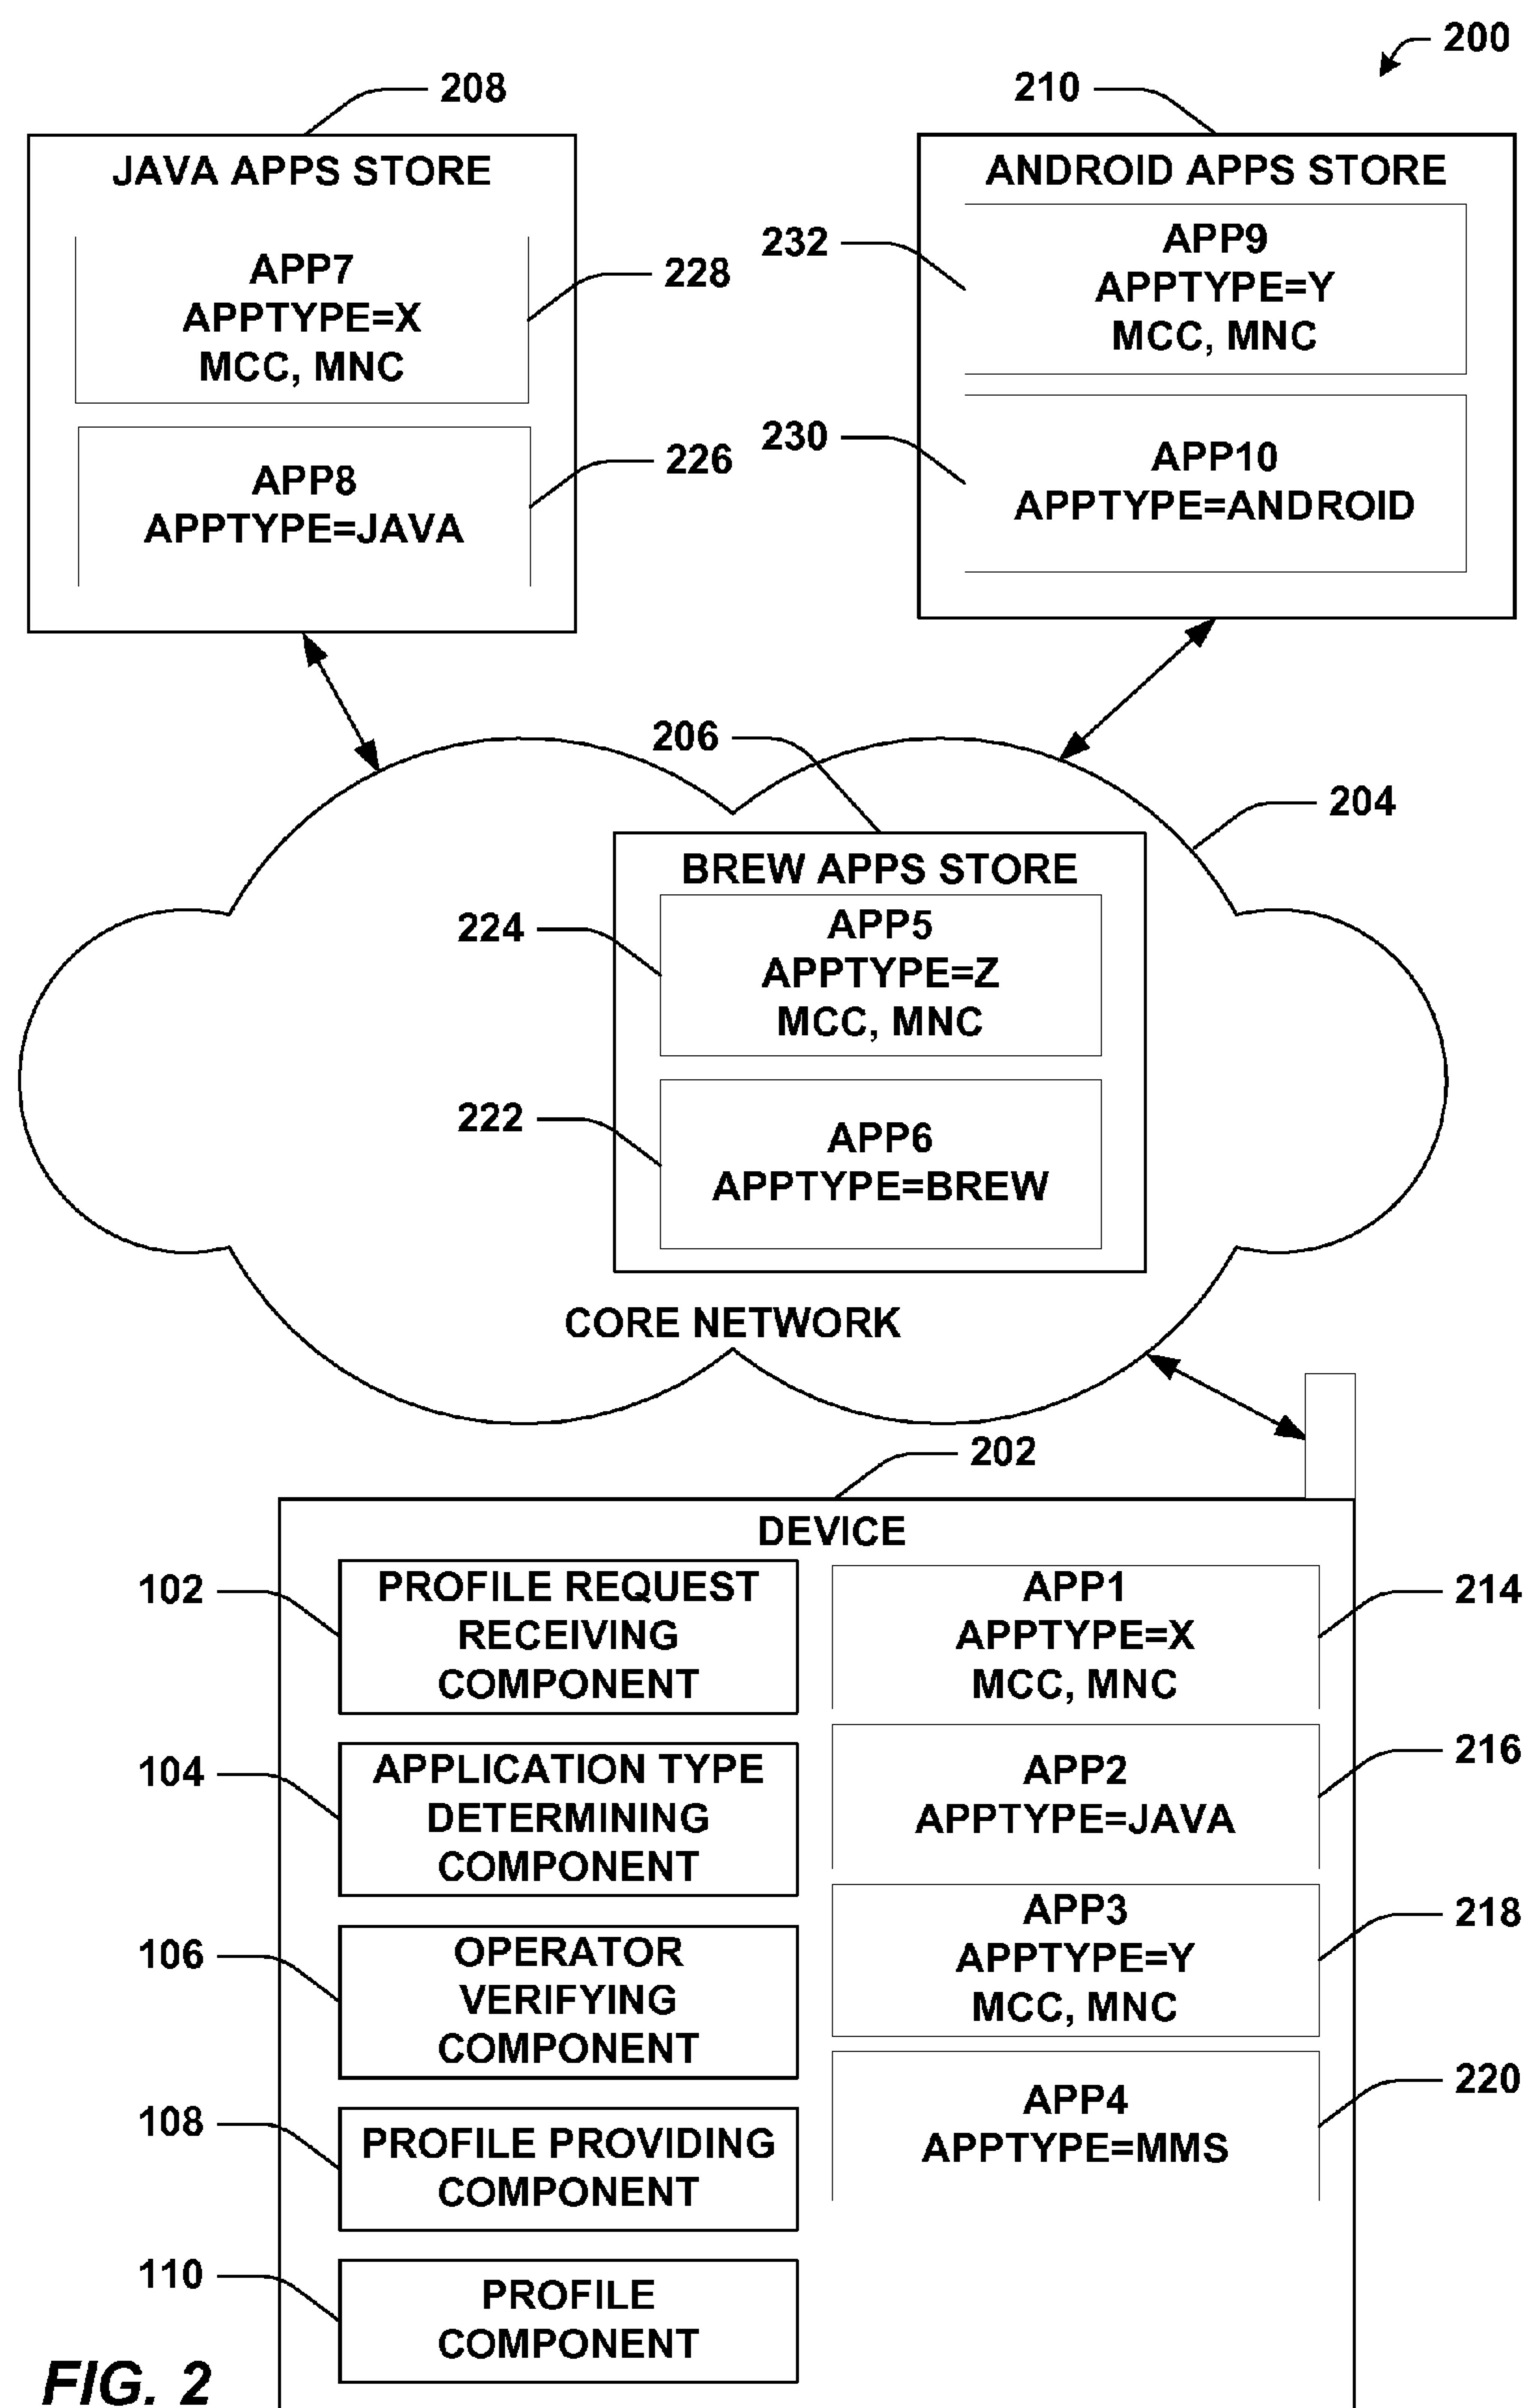 200
208
JAVA APPS STORE
APP7
APPTYPE=X
MCC, MNC
228
APP8
APPTYPE=JAVA
226
210
ANDROID APPS STORE
232
APP9
APPTYPE=Y
MCC, MNC
230
APP10
APPTYPE=ANDROID
206
204
BREW APPS STORE
224
APP5
APPTYPE=Z
MCC, MNC
222
APP6
APPTYPE=BREW
CORE NETWORK
202
DEVICE
102
PROFILE REQUEST
RECEIVING
COMPONENT
104
APPLICATION TYPE
DETERMINING
COMPONENT
106
OPERATOR
VERIFYING
COMPONENT
108
PROFILE PROVIDING
COMPONENT
110
PROFILE
COMPONENT
APP1
APPTYPE=X
MCC, MNC
214
APP2
APPTYPE=JAVA
216
APP3
APPTYPE=Y
MCC, MNC
218
APP4
APPTYPE=MMS
220
FIG. 2